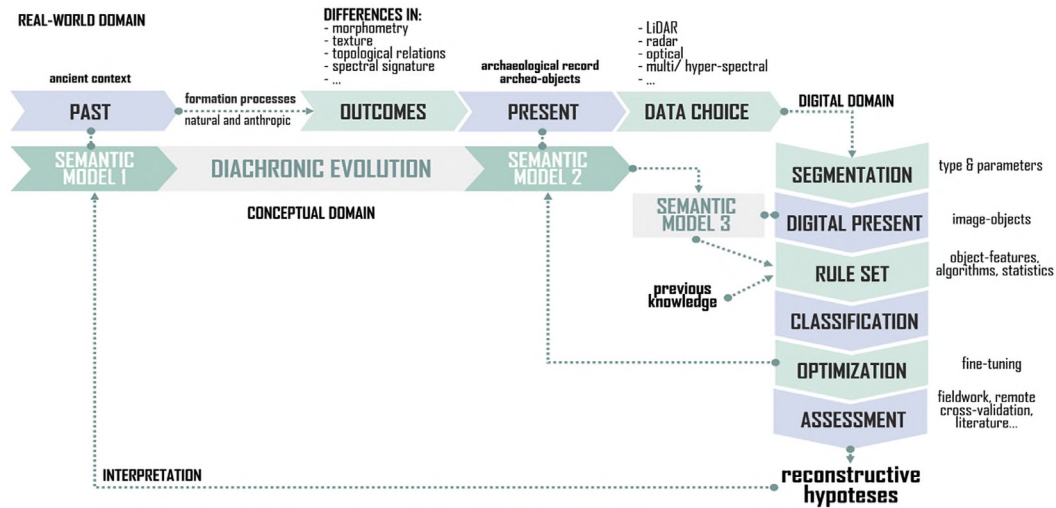 REAL-WORLD DOMAIN
DIFFERENCES IN:
- morphometry
- texture
- topological relations
- spectral signature
- ...
- LiDAR
- radar
- optical
- multi/ hyper-spectral
- ...
ancient context
PAST
formation processes
natural and anthropic
OUTCOMES
archaeological record
archeo-objects
PRESENT
DATA CHOICE
DIGITAL DOMAIN
SEMANTIC
MODEL 1
DIACHRONIC EVOLUTION
SEMANTIC
MODEL 2
CONCEPTUAL DOMAIN
SEMANTIC
MODEL 3
previous
knowledge
SEGMENTATION
type & parameters
DIGITAL PRESENT
image-objects
RULE SET
object-features,
algorithms, statistics
CLASSIFICATION
OPTIMIZATION
fine-tuning
ASSESSMENT
fieldwork, remote
cross-validation,
literature...
INTERPRETATION
reconstructive
hypoteses